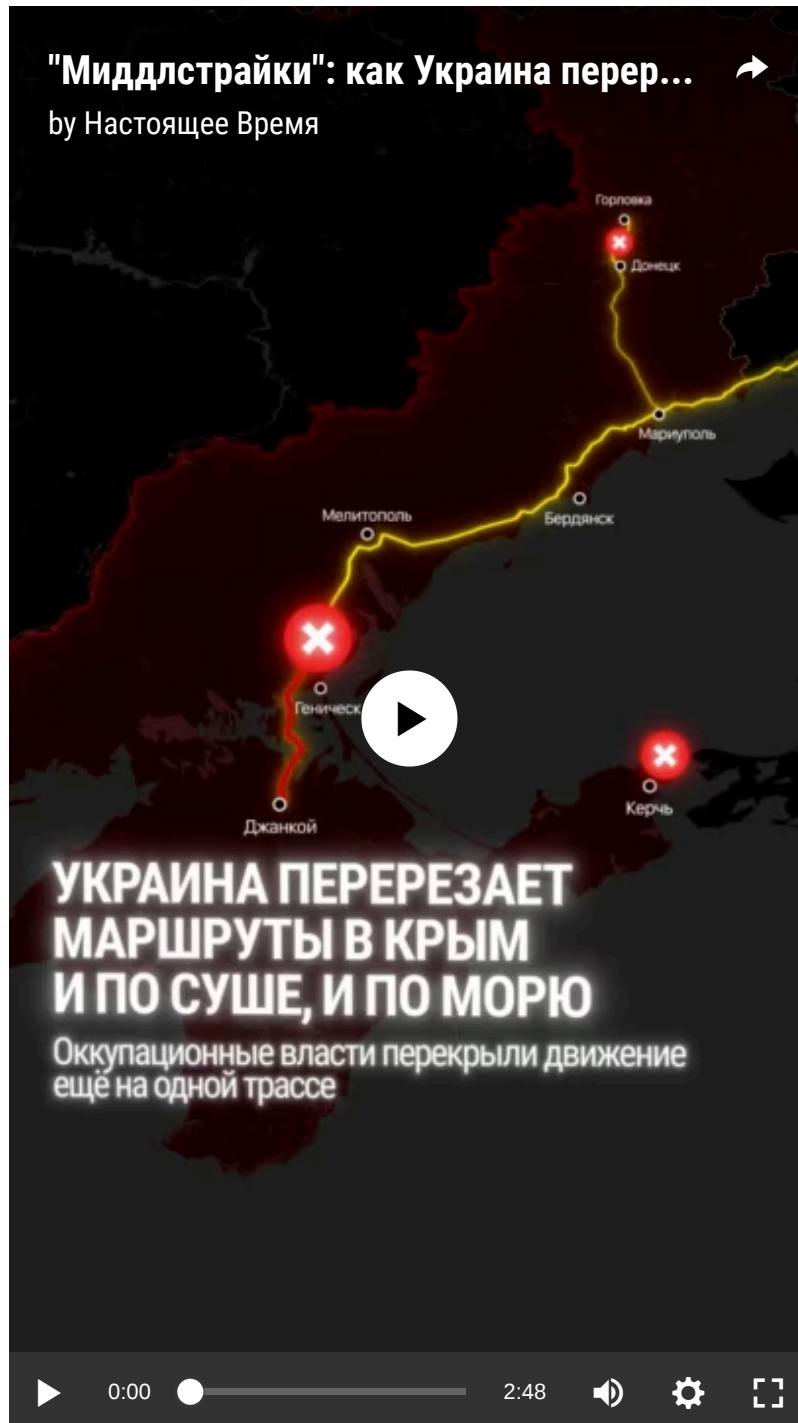 "Миддлстрайки": как Украина перер...
by Настоящее Время
Горловка
Донецк
Мариуполь
Бердянск
Мелитополь
Геническ
Керчь
Джанкой
УКРАИНА ПЕРЕРЕЗАЕТ
МАРШРУТЫ В КРЫМ
И ПО СУШЕ, И ПО МОРЮ
Оккупационные власти перекрыли движение
ещё на одной трассе
0:00
2:48